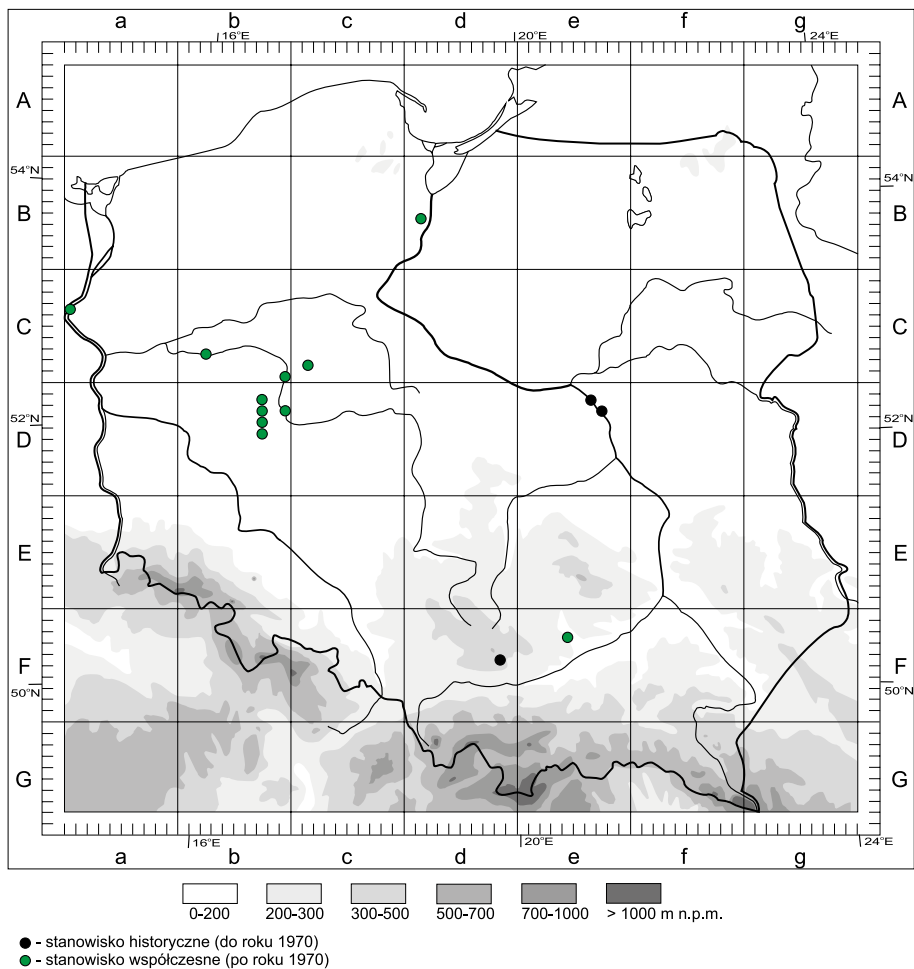 a b c d e f g
16°E 20°E 24°E
A A
54°N 54°N
B B
C C
52°N 52°N
D D
E E
F F
50°N 50°N
G G
16°E 20°E 24°E
a b c d e f g
0-200 200-300 300-500 500-700 700-1000 > 1000 m n.p.m.
- stanowisko historyczne (do roku 1970)
- stanowisko współczesne (po roku 1970)